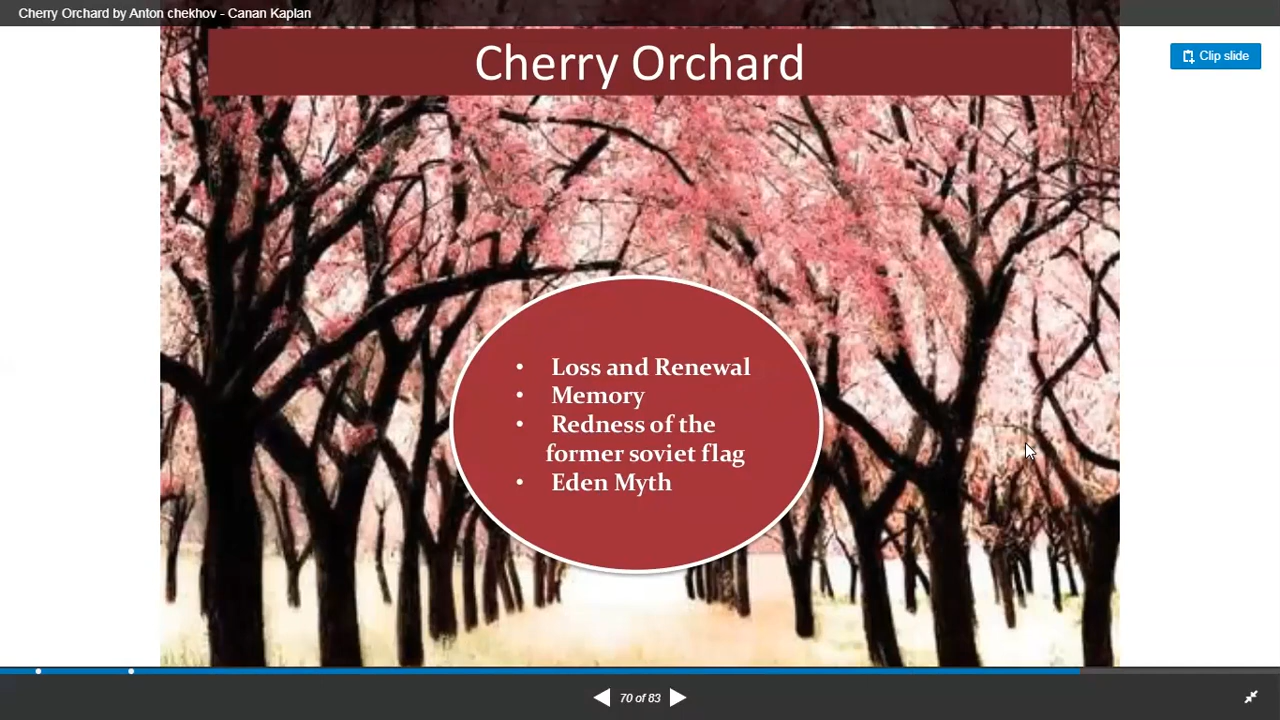 Cherry Orchard by Anton chekhov - Canan Kaplan
Clip slide
Cherry Orchard
• Loss and Renewal
• Memory
• Redness of the
former soviet flag
• Eden Myth
70 of 83